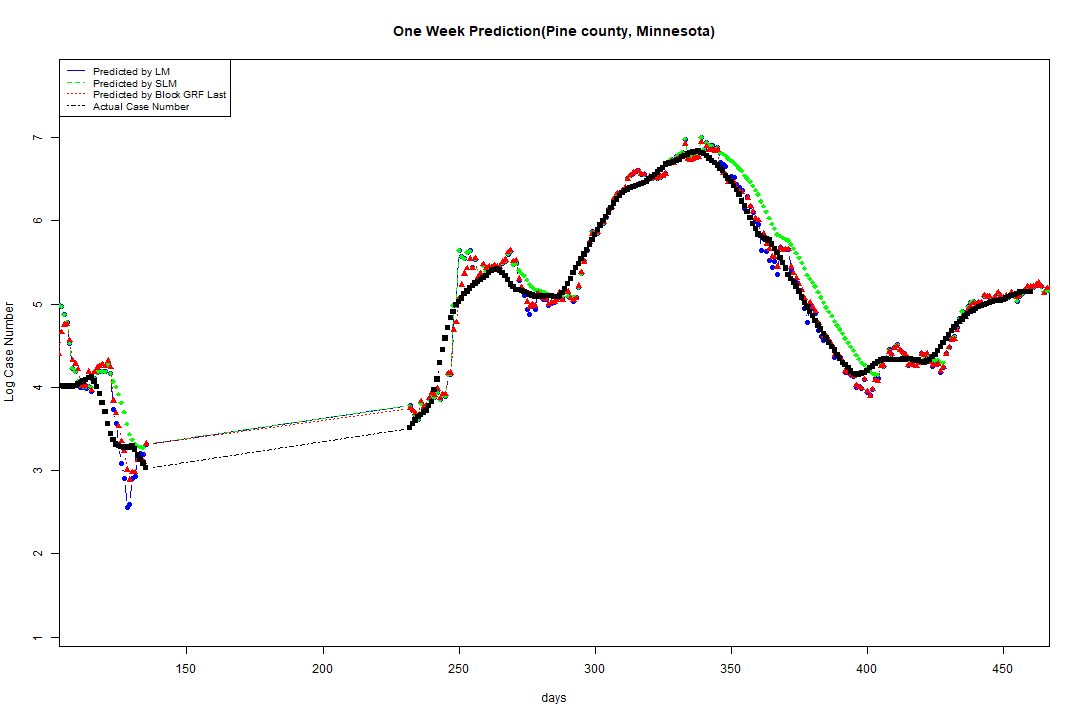 One Week Prediction(Pine county, Minnesota)
Predicted by LM
Predicted by SLM
Predicted by Block GRF Last
Actual Case Number
Log Case Number
7
6
5
4
3
2
1
150 200 250 300 350 400 450
days